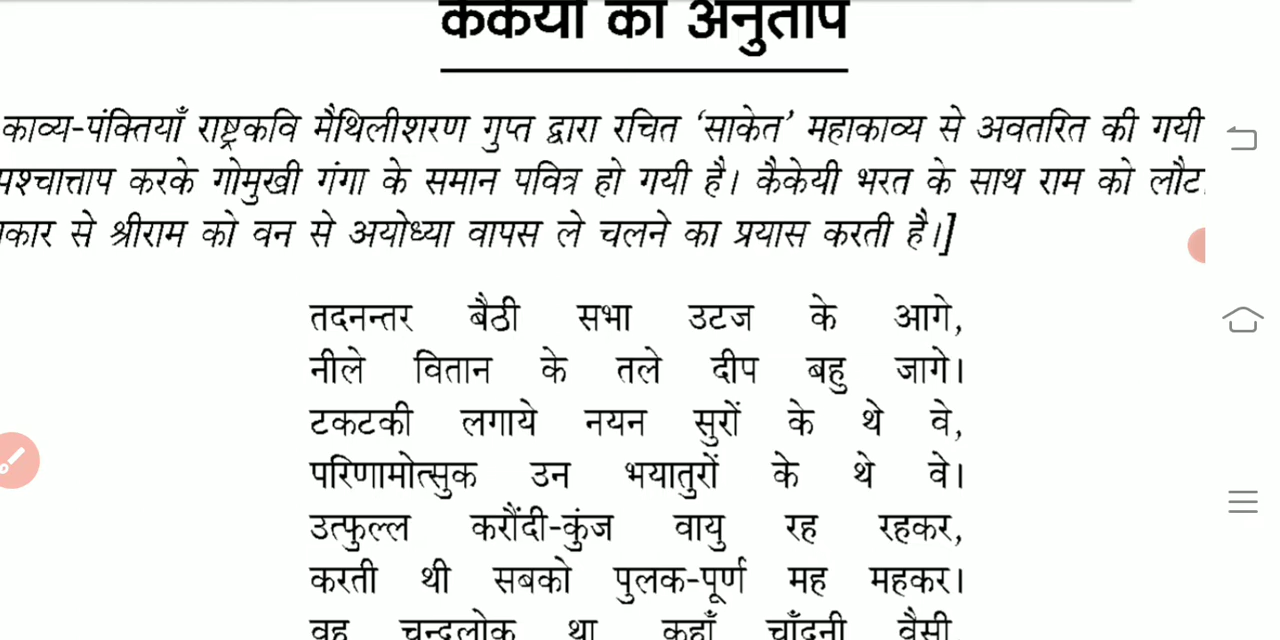 कैकेयी का अनुताप
काव्य-पंक्तियाँ राष्ट्रकवि मैथिलीशरण गुप्त द्वारा रचित ‘साकेत’ महाकाव्य से अवतरित की गयी
पश्चात्ताप करके गोमुखी गंगा के समान पवित्र हो गयी है। कैकेयी भरत के साथ राम को लौट
कार से श्रीराम को वन से अयोध्या वापस ले चलने का प्रयास करती है।]
तदनन्तर बैठी सभा उटज के आगे,
नीले वितान के तले दीप बहु जागे।
टकटकी लगाये नयन सुरों के थे वे,
परिणामोत्सुक उन भयातुरों के थे वे।
उत्फुल्ल करौंदी-कुंज वायु रह रहकर,
करती थी सबको पुलक-पूर्ण मह महकर।
वह चन्द्रलोक था कहाँ चाँदनी वैसी,